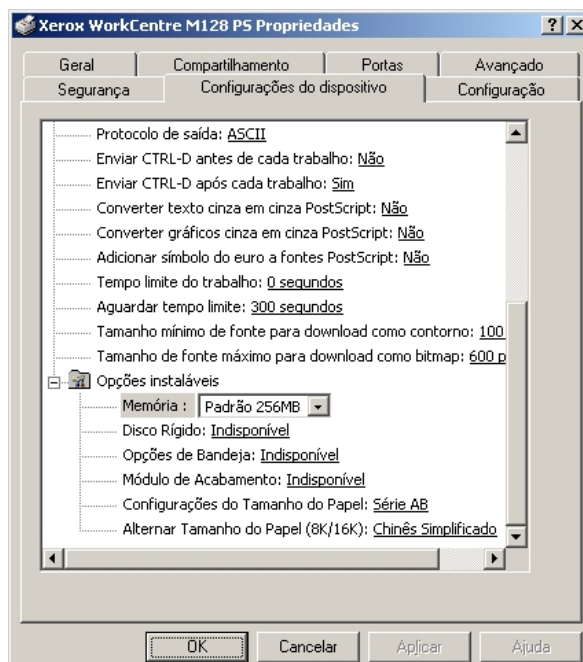 Xerox WorkCentre M128 PS Propriedades
Geral Compartilhamento Portas Avançado
Segurança Configurações do dispositivo Configuração
Protocolo de saída: ASCII
Enviar CTRL-D antes de cada trabalho: Não
Enviar CTRL-D após cada trabalho: Sim
Converter texto cinza em cinza PostScript: Não
Converter gráficos cinza em cinza PostScript: Não
Adicionar símbolo do euro a fontes PostScript: Não
Tempo limite do trabalho: 0 segundos
Aguardar tempo limite: 300 segundos
Tamanho mínimo de fonte para download como contorno: 100
Tamanho de fonte máximo para download como bitmap: 600 p
Opções instaláveis
Memória : Padrão 256MB
Disco Rígido: Indisponível
Opções de Bandeja: Indisponível
Módulo de Acabamento: Indisponível
Configurações do Tamanho do Papel: Série AB
Alternar Tamanho do Papel (8K/16K): Chinês Simplificado
OK Cancelar Aplicar Ajuda